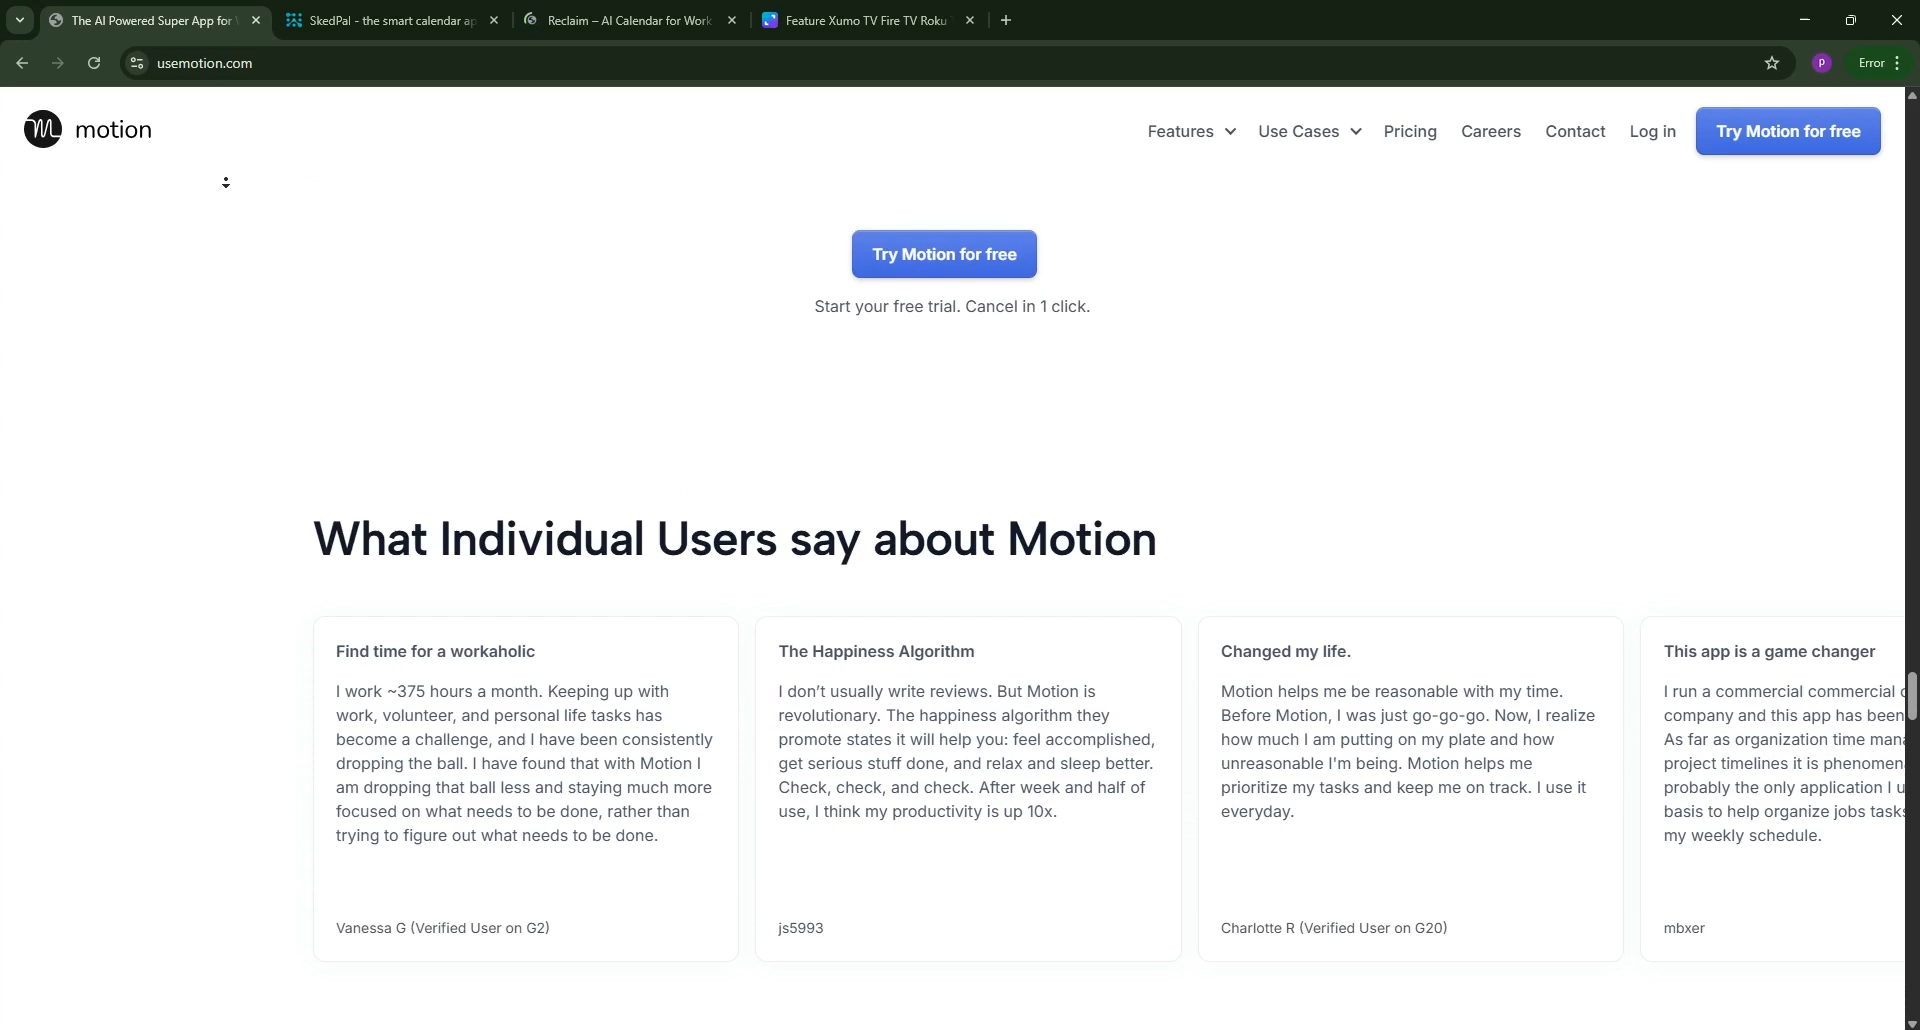 The AI Powered Super App for
SkedPal - the smart calendar ap
Reclaim – AI Calendar for Work
Feature Xumo TV Fire TV Roku
usemotion.com
p
Error
motion
Features
Use Cases
Pricing
Careers
Contact
Log in
Try Motion for free
Try Motion for free
Start your free trial. Cancel in 1 click.
What Individual Users say about Motion
Find time for a workaholic
I work ~375 hours a month. Keeping up with
work, volunteer, and personal life tasks has
become a challenge, and I have been consistently
dropping the ball. I have found that with Motion I
am dropping that ball less and staying much more
focused on what needs to be done, rather than
trying to figure out what needs to be done.
Vanessa G (Verified User on G2)
The Happiness Algorithm
I don’t usually write reviews. But Motion is
revolutionary. The happiness algorithm they
promote states it will help you: feel accomplished,
get serious stuff done, and relax and sleep better.
Check, check, and check. After week and half of
use, I think my productivity is up 10x.
js5993
Changed my life.
Motion helps me be reasonable with my time.
Before Motion, I was just go-go-go. Now, I realize
how much I am putting on my plate and how
unreasonable I'm being. Motion helps me
prioritize my tasks and keep me on track. I use it
everyday.
Charlotte R (Verified User on G20)
This app is a game changer
I run a commercial commercial
company and this app has been
As far as organization time
project timelines it is
probably the only application I
basis to help organize jobs
my weekly schedule.
mbxer